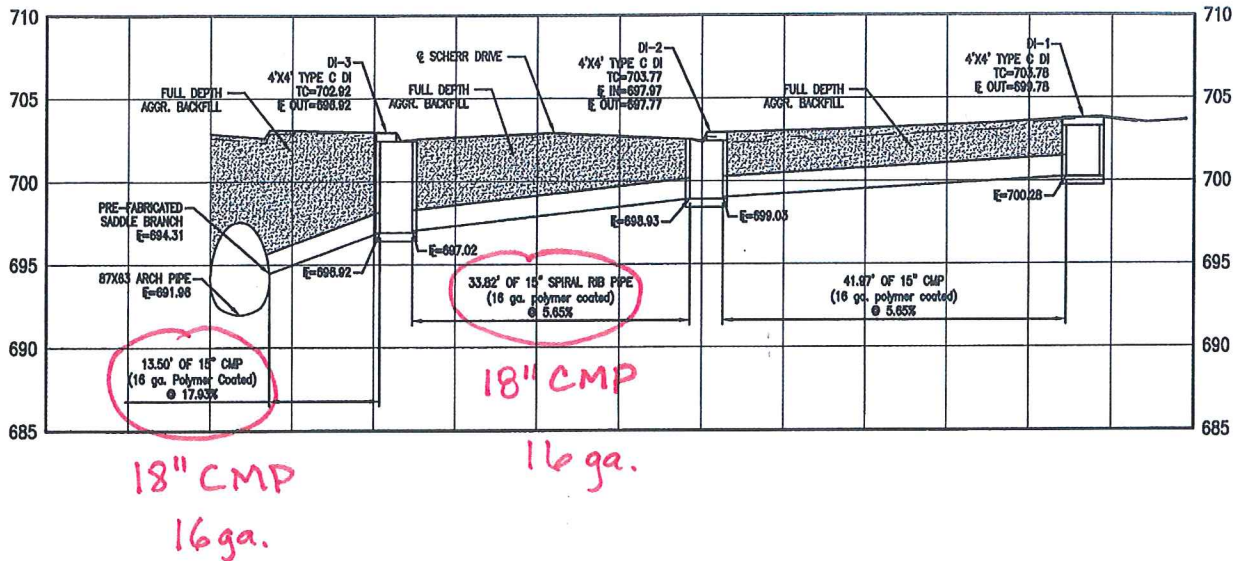 710
705
700
695
690
685
710
705
700
695
690
685
FULL DEPTH
AGGR. BACKFILL
DI-3
4'X4' TYPE C DI
TC=702.92
℄ OUT=696.92
℄ SCHERR DRIVE
FULL DEPTH
AGGR. BACKFILL
DI-2
4'X4' TYPE C DI
TC=703.77
℄ IN=697.97
℄ OUT=697.77
FULL DEPTH
AGGR. BACKFILL
DI-1
4'X4' TYPE C DI
TC=703.78
℄ OUT=699.78
PRE-FABRICATED
SADDLE BRANCH
℄=694.31
87X63 ARCH PIPE
℄=691.96
℄=696.92
℄=697.02
℄=698.93
℄=699.03
℄=700.28
13.50' OF 15" CMP
(16 ga. Polymer Coated)
@ 17.93%
33.82' OF 15" SPIRAL RIB PIPE
(16 ga. polymer coated)
@ 5.65%
41.97' OF 15" CMP
(16 ga. polymer coated)
@ 5.65%
18" CMP
16 ga.
18" CMP
16 ga.